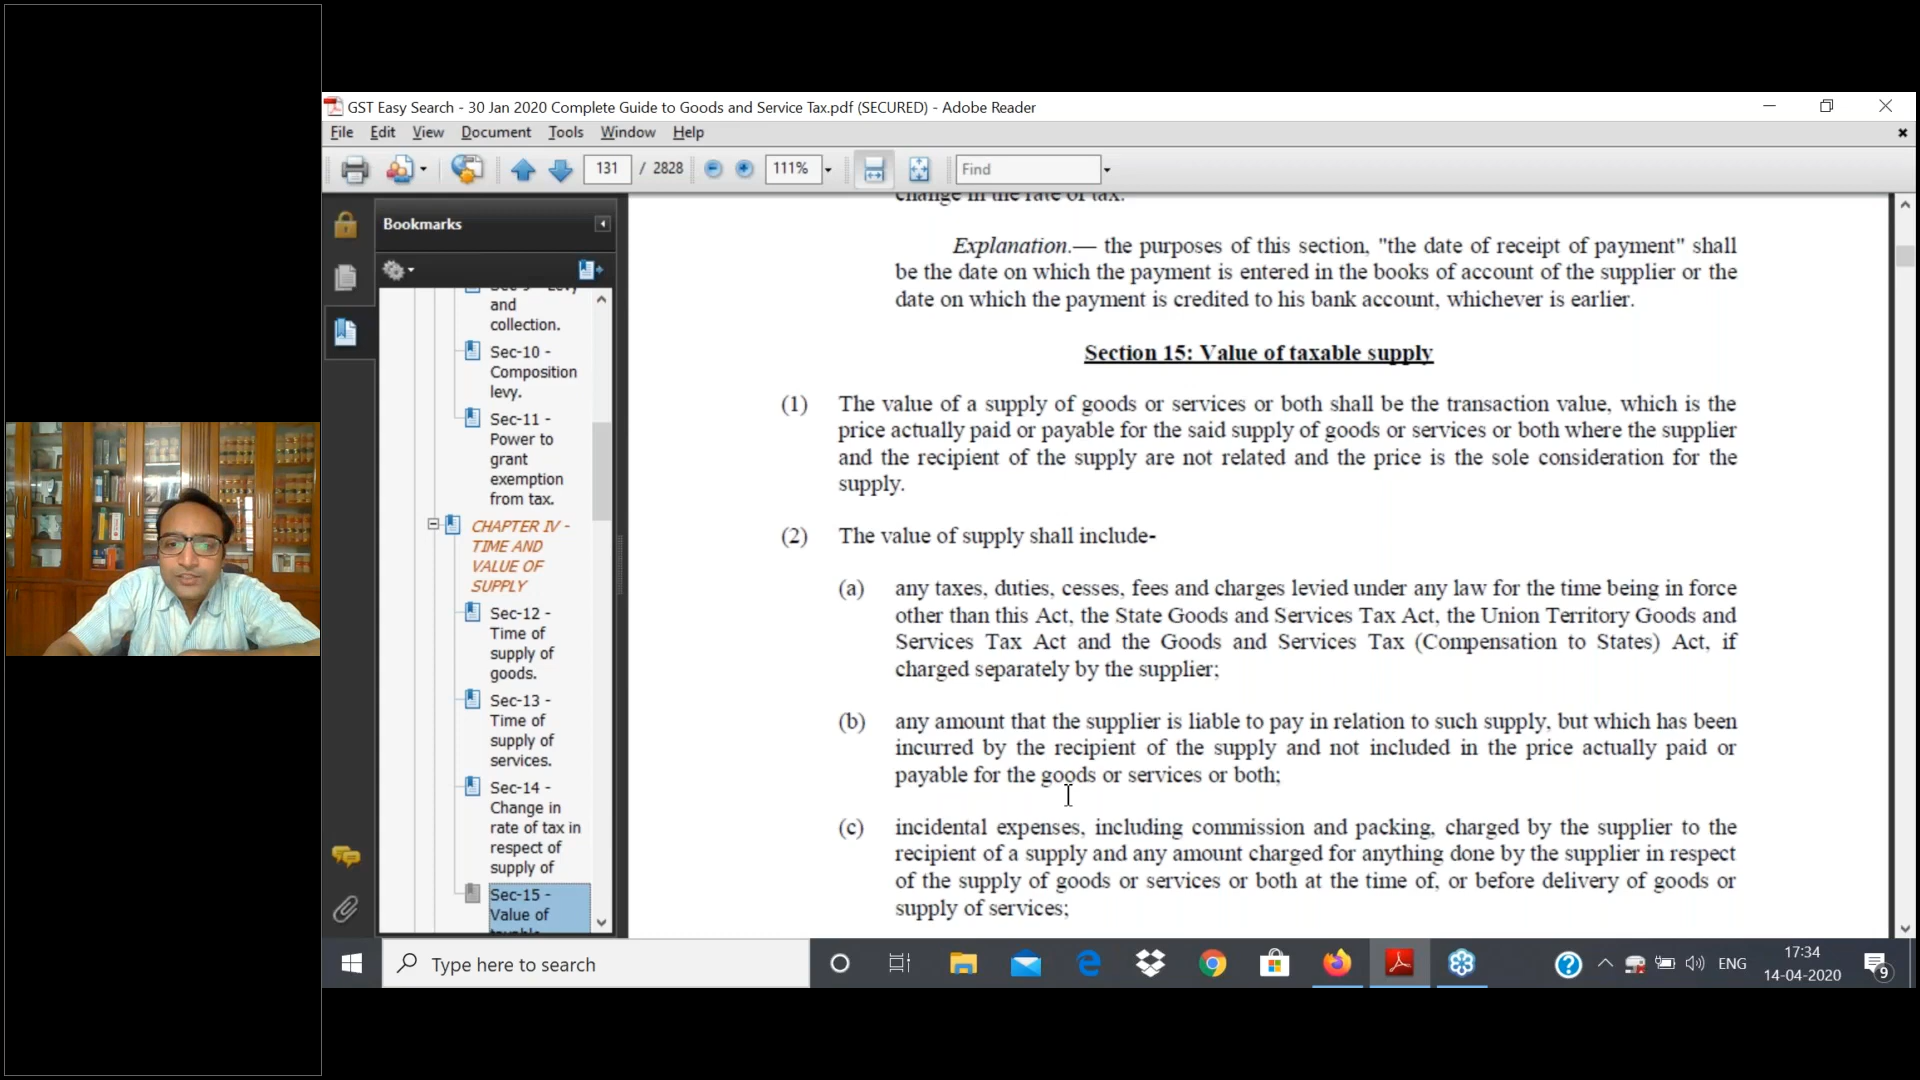 GST Easy Search - 30 Jan 2020 Complete Guide to Goods and Service Tax.pdf (SECURED) - Adobe Reader
File Edit View Document Tools Window Help
131 / 2828 111% Find
Bookmarks
Sec-9 - Levy
and
collection.
Sec-10 -
Composition
levy.
Sec-11 -
Power to
grant
exemption
from tax.
CHAPTER IV -
TIME AND
VALUE OF
SUPPLY
Sec-12 -
Time of
supply of
goods.
Sec-13 -
Time of
supply of
services.
Sec-14 -
Change in
rate of tax in
respect of
supply of
Sec-15 -
Value of
taxable
change in the rate of tax.
Explanation.— the purposes of this section, "the date of receipt of payment" shall
be the date on which the payment is entered in the books of account of the supplier or the
date on which the payment is credited to his bank account, whichever is earlier.
Section 15: Value of taxable supply
(1) The value of a supply of goods or services or both shall be the transaction value, which is the
price actually paid or payable for the said supply of goods or services or both where the supplier
and the recipient of the supply are not related and the price is the sole consideration for the
supply.
(2) The value of supply shall include-
(a) any taxes, duties, cesses, fees and charges levied under any law for the time being in force
other than this Act, the State Goods and Services Tax Act, the Union Territory Goods and
Services Tax Act and the Goods and Services Tax (Compensation to States) Act, if
charged separately by the supplier;
(b) any amount that the supplier is liable to pay in relation to such supply, but which has been
incurred by the recipient of the supply and not included in the price actually paid or
payable for the goods or services or both;
(c) incidental expenses, including commission and packing, charged by the supplier to the
recipient of a supply and any amount charged for anything done by the supplier in respect
of the supply of goods or services or both at the time of, or before delivery of goods or
supply of services;
Type here to search
ENG
17:34
14-04-2020
9